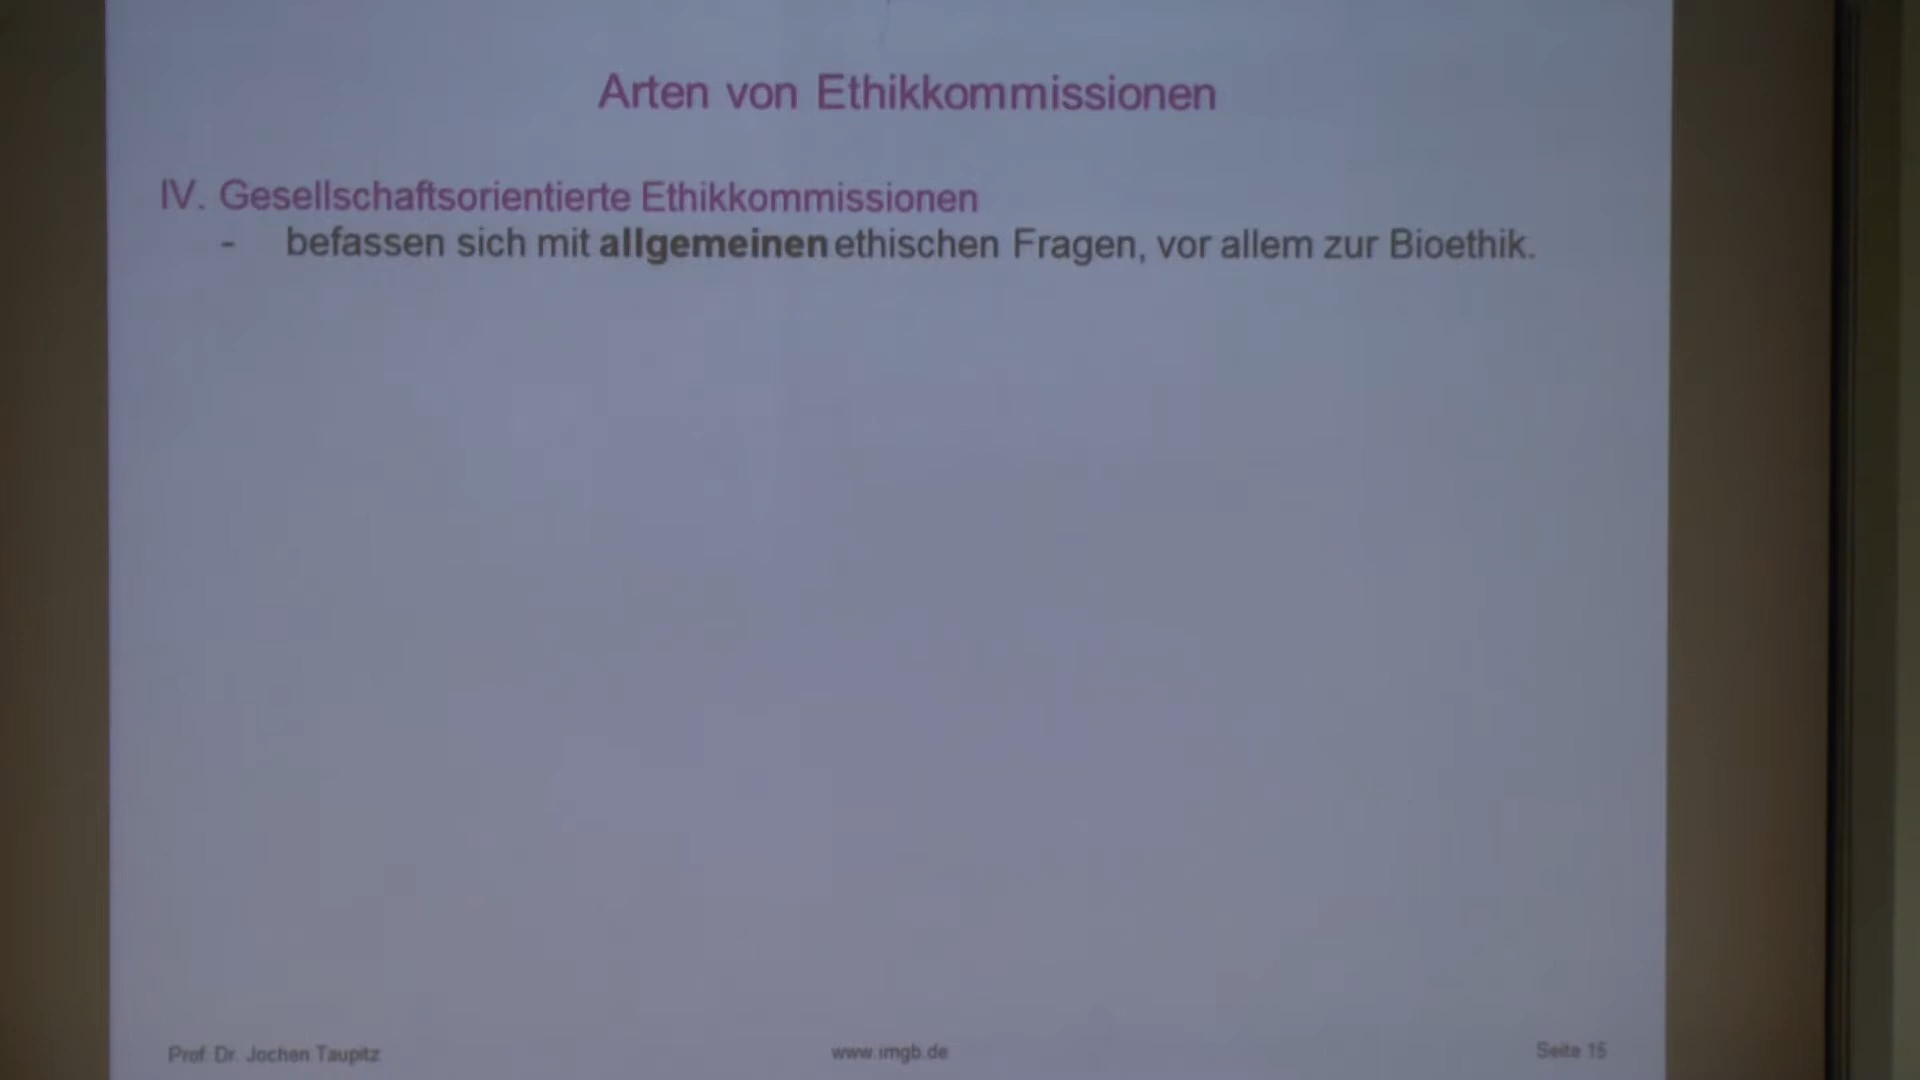 Arten von Ethikkommissionen
IV. Gesellschaftsorientierte Ethikkommissionen
- befassen sich mit allgemeinen ethischen Fragen, vor allem zur Bioethik.
Prof. Dr. Jochen Taupitz
www.imgb.de
Seite 15